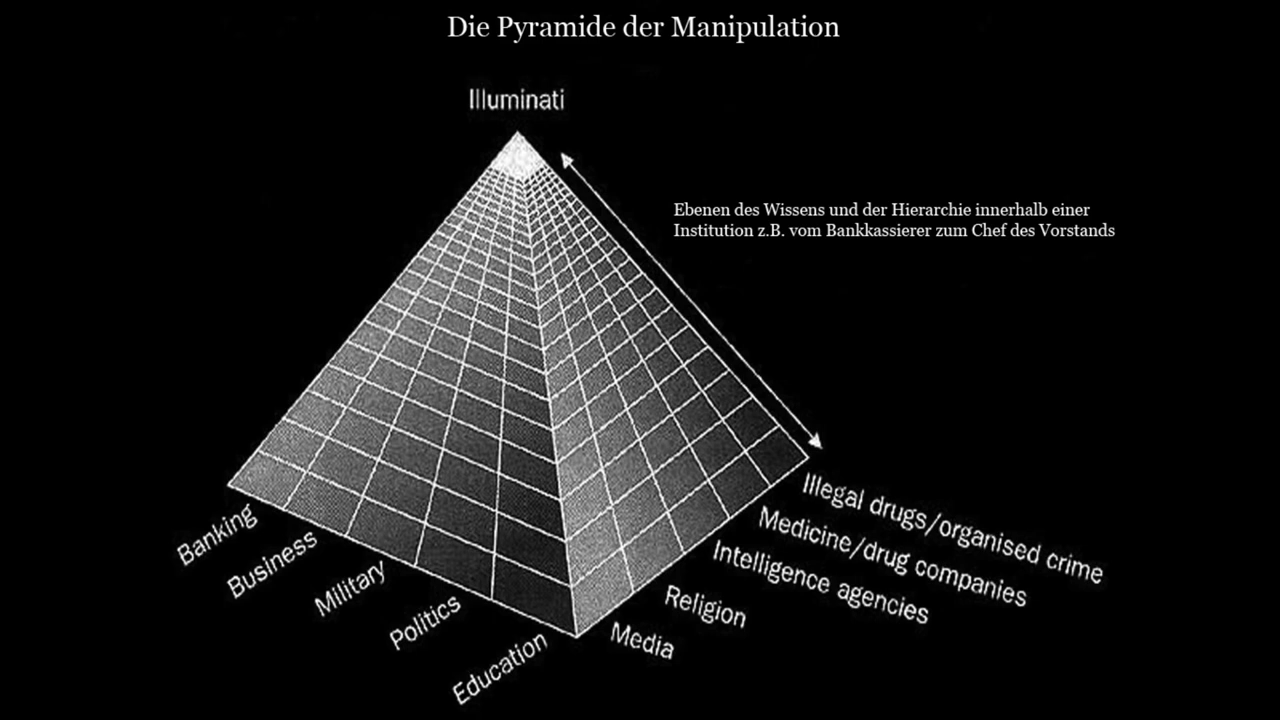 Die Pyramide der Manipulation
Illuminati
Ebenen des Wissens und der Hierarchie innerhalb einer
Institution z.B. vom Bankkassierer zum Chef des Vorstands
Banking
Business
Military
Politics
Education
Media
Religion
Intelligence agencies
Medicine/drug companies
Illegal drugs/organised crime